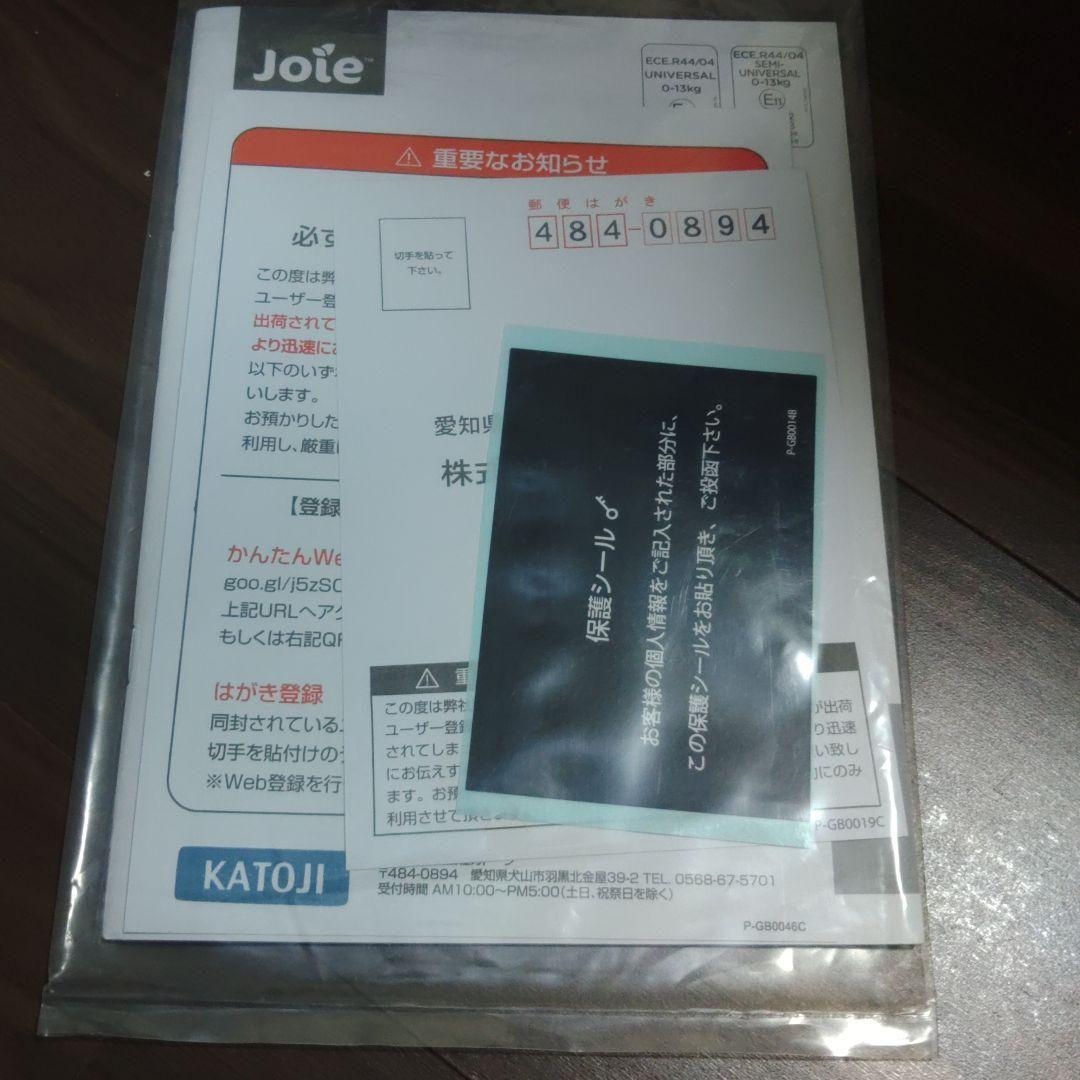 Joie
ECE R44/04
UNIVERSAL
0-13kg
ECE R44/04
SEMI-
UNIVERSAL
0-13kg
E11
重要なお知らせ
必ず
この度は弊
ユーザー登
出荷されて
より迅速に
以下のいず
いします。
お預かりした
利用し、厳重
【登録
かんたんWe
goo.gl/j5zS
上記URLへア
もしくは右記Q
はがき登録
同封されている
切手を貼付けの
※Web登録を行
郵便はがき
484-0894
切手を貼って
下さい。
愛知県
株式
この度は弊社
ユーザー登録
されてしま
にお伝えす
ます。お預
利用させて頂
が出荷
り迅速
い致し
にのみ
P-GB0019C
保護シール
お客様の個人情報をご記入された部分に、
この保護シールをお貼り頂き、ご投函下さい。
P-GB0014B
KATOJI
〒484-0894 愛知県犬山市羽黒北金屋39-2 TEL. 0568-67-5701
受付時間 AM10:00~PM5:00(土日、祝祭日を除く)
P-GB0046C